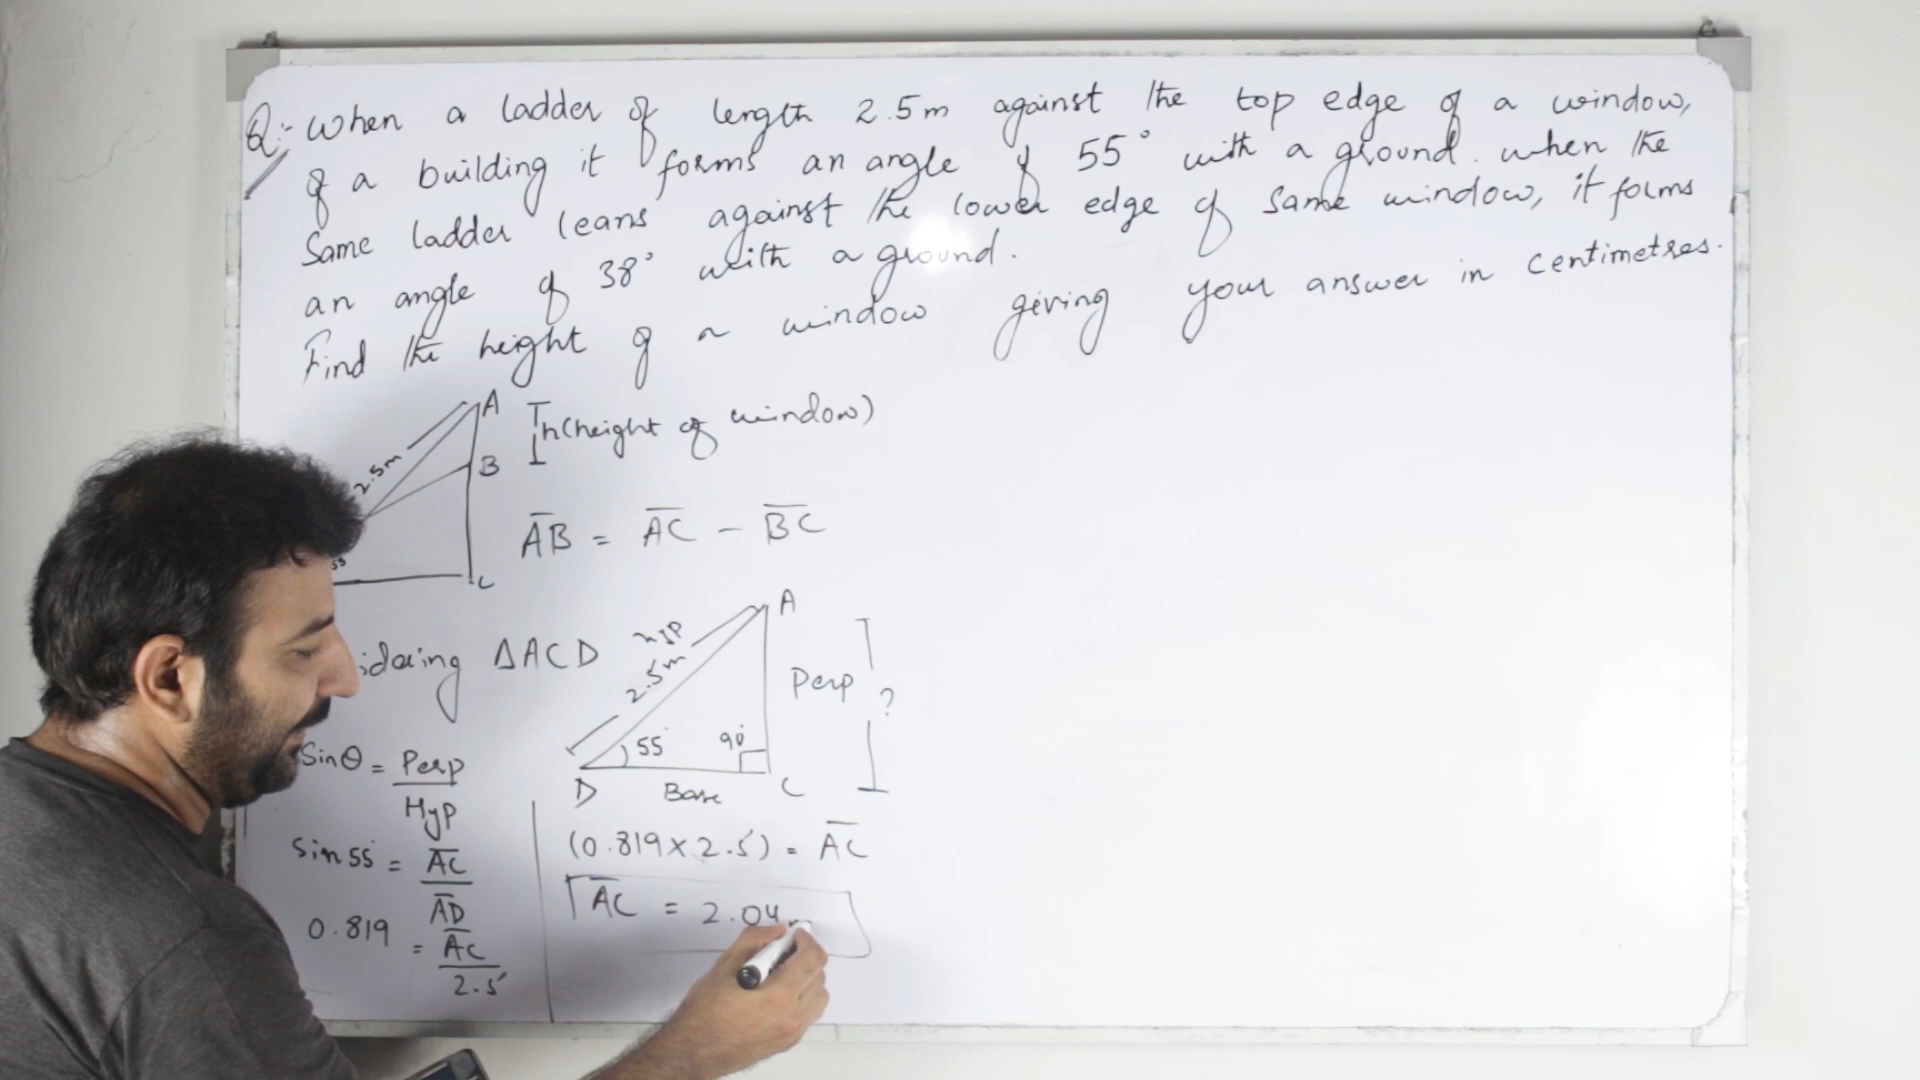 Q:- When a ladder of length 2.5m against the top edge of a window,
of a building it forms an angle of 55° with a ground. when the
Same ladder leans against the lower edge of same window, it forms
an angle of 38° with a ground.
Find the height of a window giving your answer in centimetres.
A
h(height of window)
2.5m
B
C
AB = AC - BC
ΔACD
A
Hyp
2.5m
Perp
?
55°
90°
D
Base
C
Sinθ = Perp
Hyp
Sin 55° = AC
AD
0.819 = AC
2.5
(0.819 x 2.5) = AC
AC = 2.04